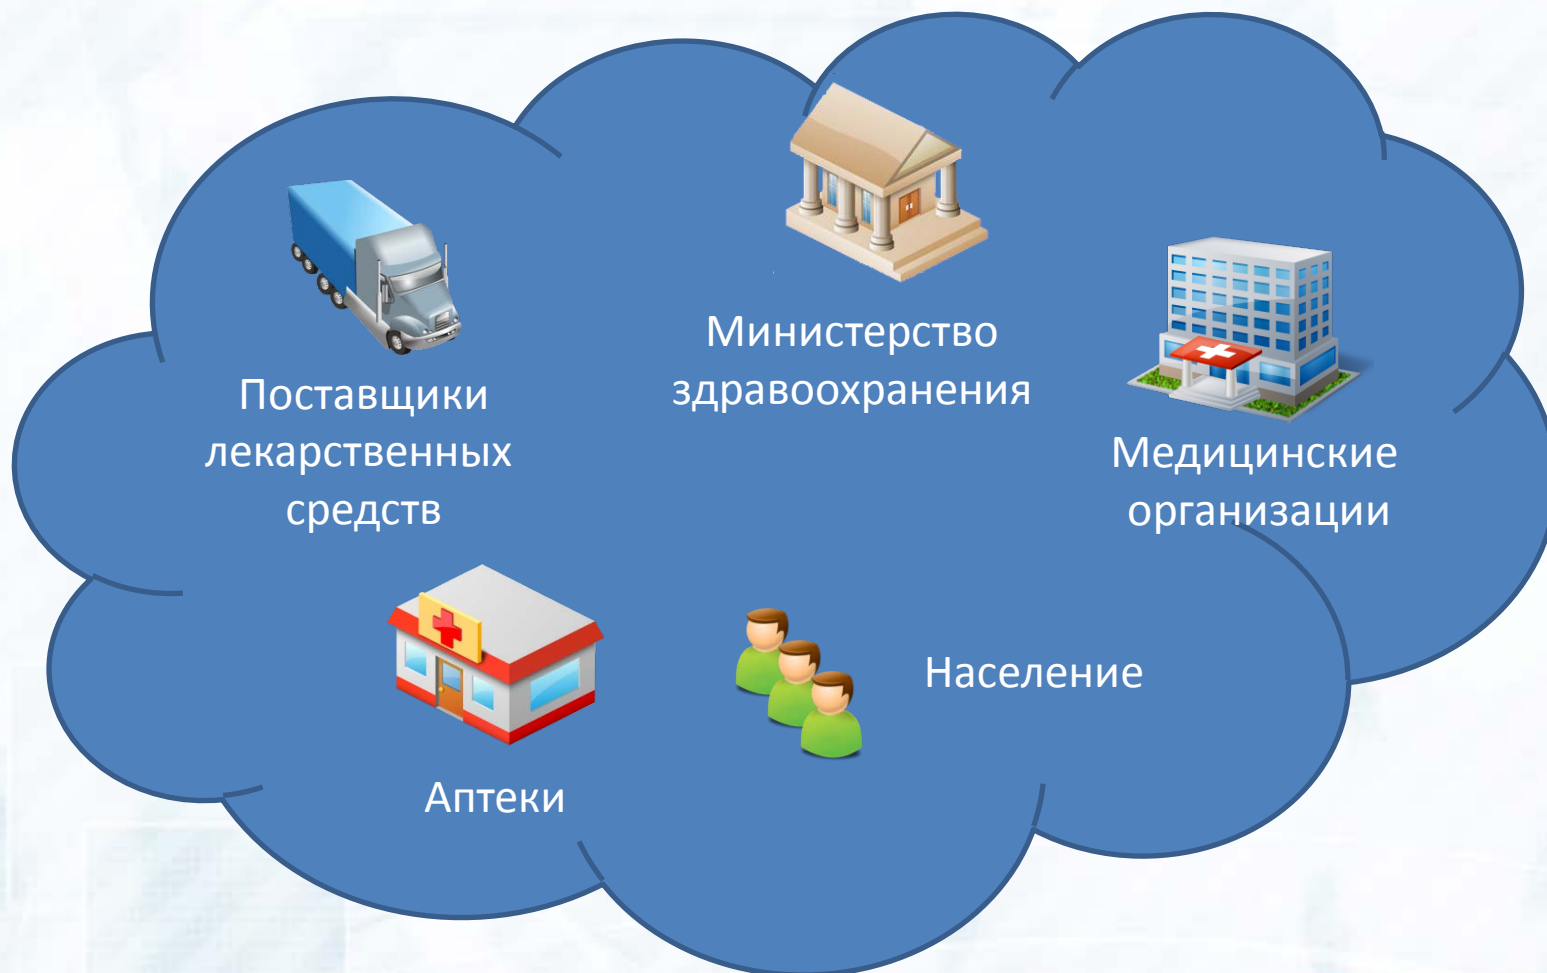 Министерство
здравоохранения
Поставщики
лекарственных
средств
Медицинские
организации
Население
Аптеки